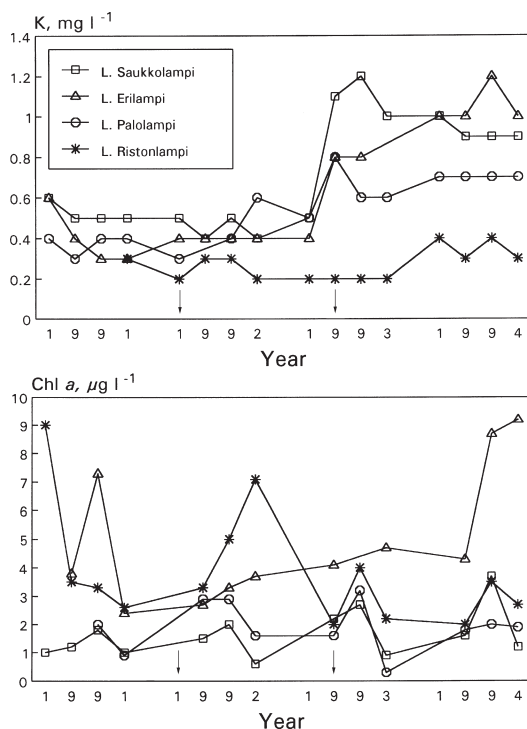 K, mg l⁻¹
1.4
1.2
1.0
0.8
0.6
0.4
0.2
0
L. Saukkolampi
L. Erilampi
L. Palolampi
L. Ristonlampi
1 9 9 1 1 9 9 2 1 9 9 3 1 9 9 4
Year
Chl a, µg l⁻¹
10
9
8
7
6
5
4
3
2
1
0
1 9 9 1 1 9 9 2 1 9 9 3 1 9 9 4
Year